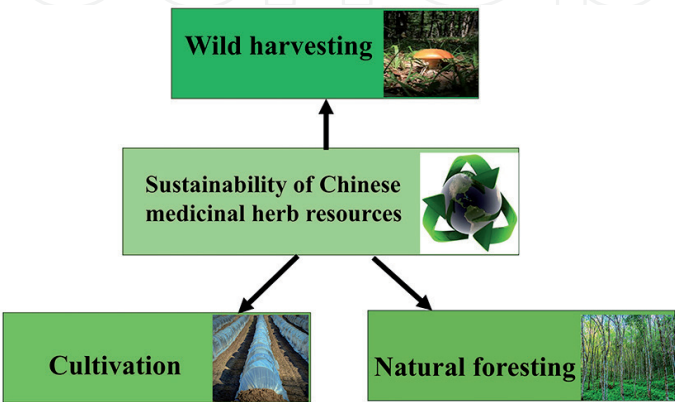 Wild harvesting
Sustainability of Chinese
medicinal herb resources
Cultivation
Natural foresting